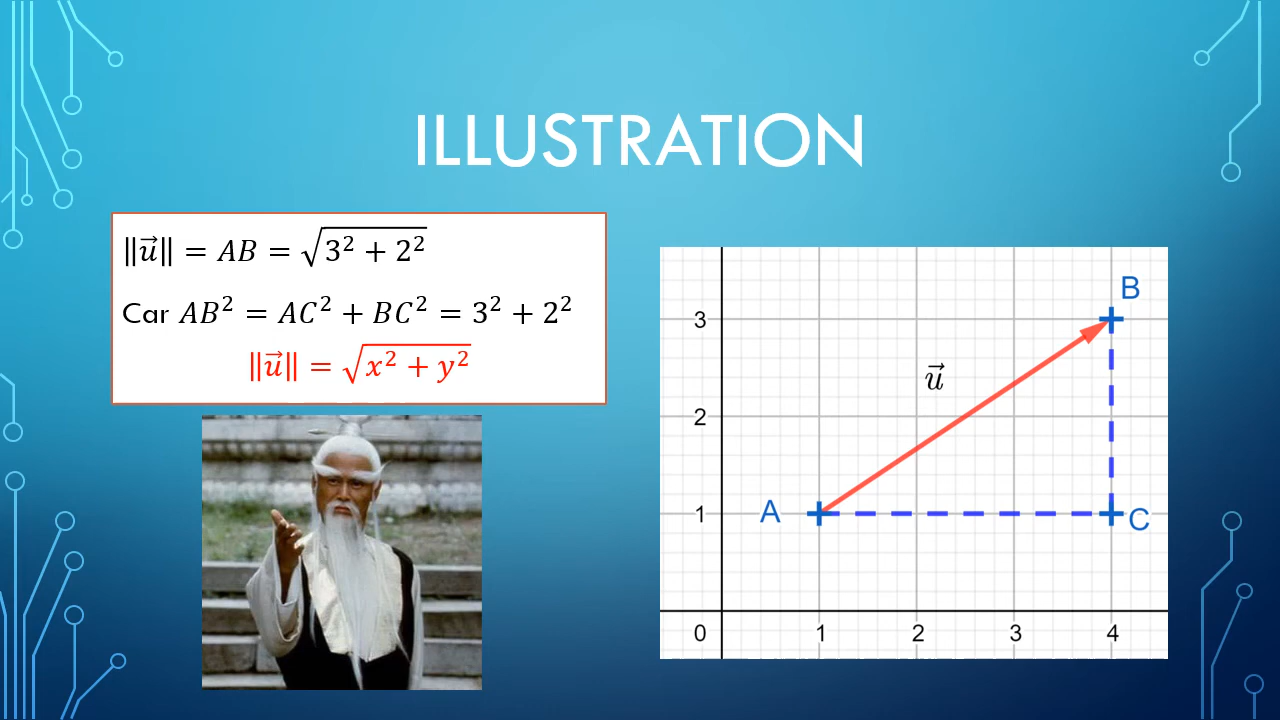 ILLUSTRATION
‖u⃗‖ = AB = √(3² + 2²)
Car AB² = AC² + BC² = 3² + 2²
‖u⃗‖ = √(x² + y²)
B
3
u⃗
2
A
1
C
0 1 2 3 4